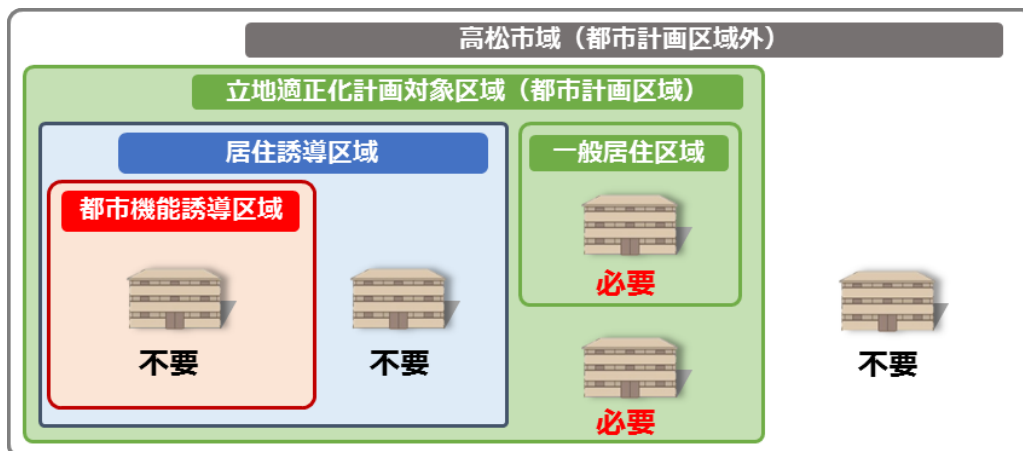 高松市域（都市計画区域外）
立地適正化計画対象区域（都市計画区域）
居住誘導区域
一般居住区域
都市機能誘導区域
必要
不要
不要
不要
必要